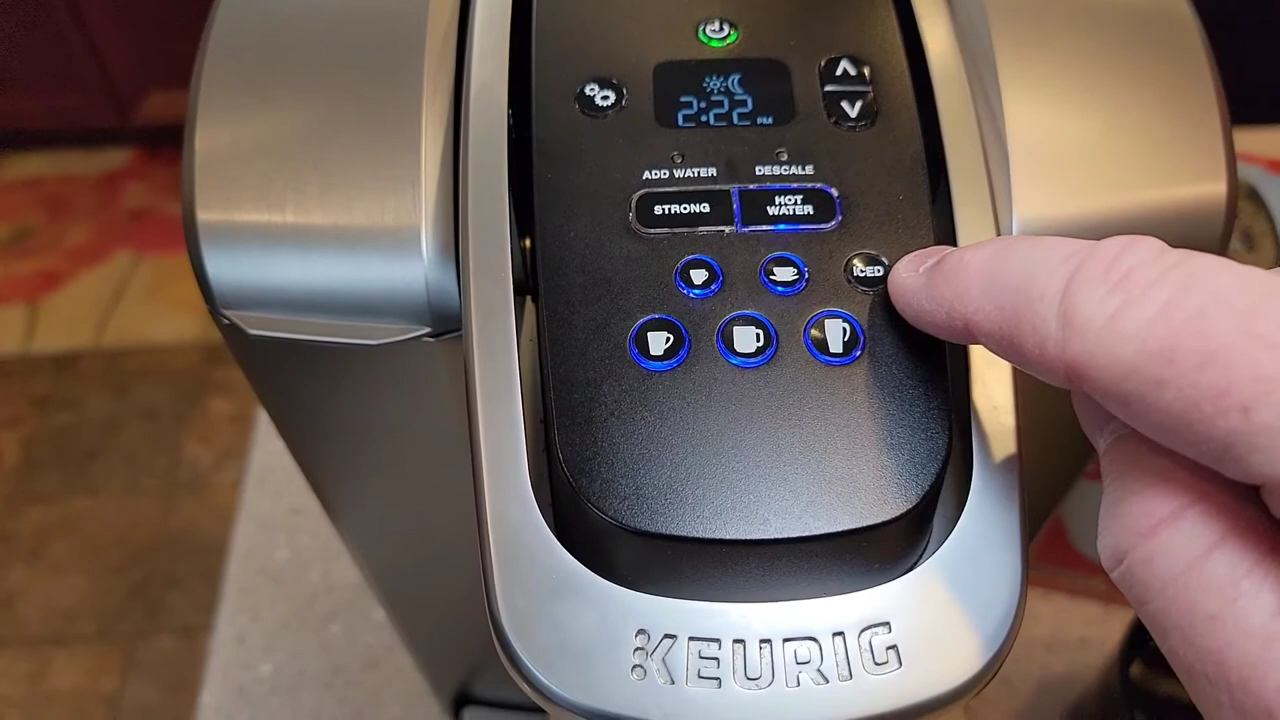 2:22 PM
ADD WATER DESCALE
STRONG HOT
WATER
ICED
KEURIG